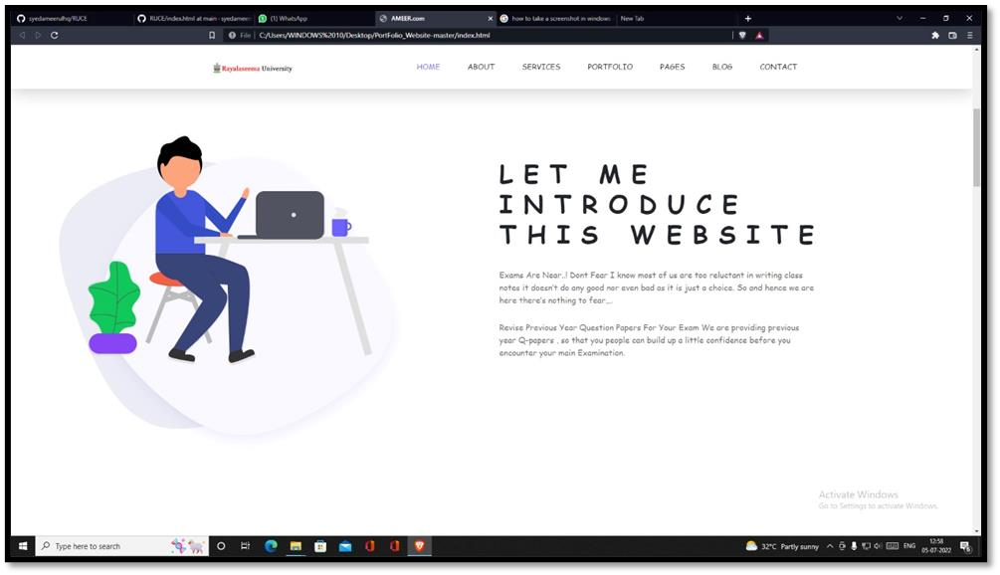 syedameerulhq/RUCE
RUCE/index.html at main · syedameer
(1) WhatsApp
AMEER.com
how to take a screenshot in windows
New Tab
File
C:/Users/WINDOWS%2010/Desktop/PortFolio_Website-master/index.html
Rayalaseema University
HOME
ABOUT
SERVICES
PORTFOLIO
PAGES
BLOG
CONTACT
LET ME
INTRODUCE
THIS WEBSITE
Exams Are Near..! Dont Fear I know most of us are too reluctant in writing class
notes it doesn't do any good nor even bad as it is just a choice. So and hence we are
here there's nothing to fear,,,.
Revise Previous Year Question Papers For Your Exam We are providing previous
year Q-papers , so that you people can build up a little confidence before you
encounter your main Examination.
Activate Windows
Go to Settings to activate Windows.
Type here to search
32°C Partly sunny
ENG
12:58
05-07-2022